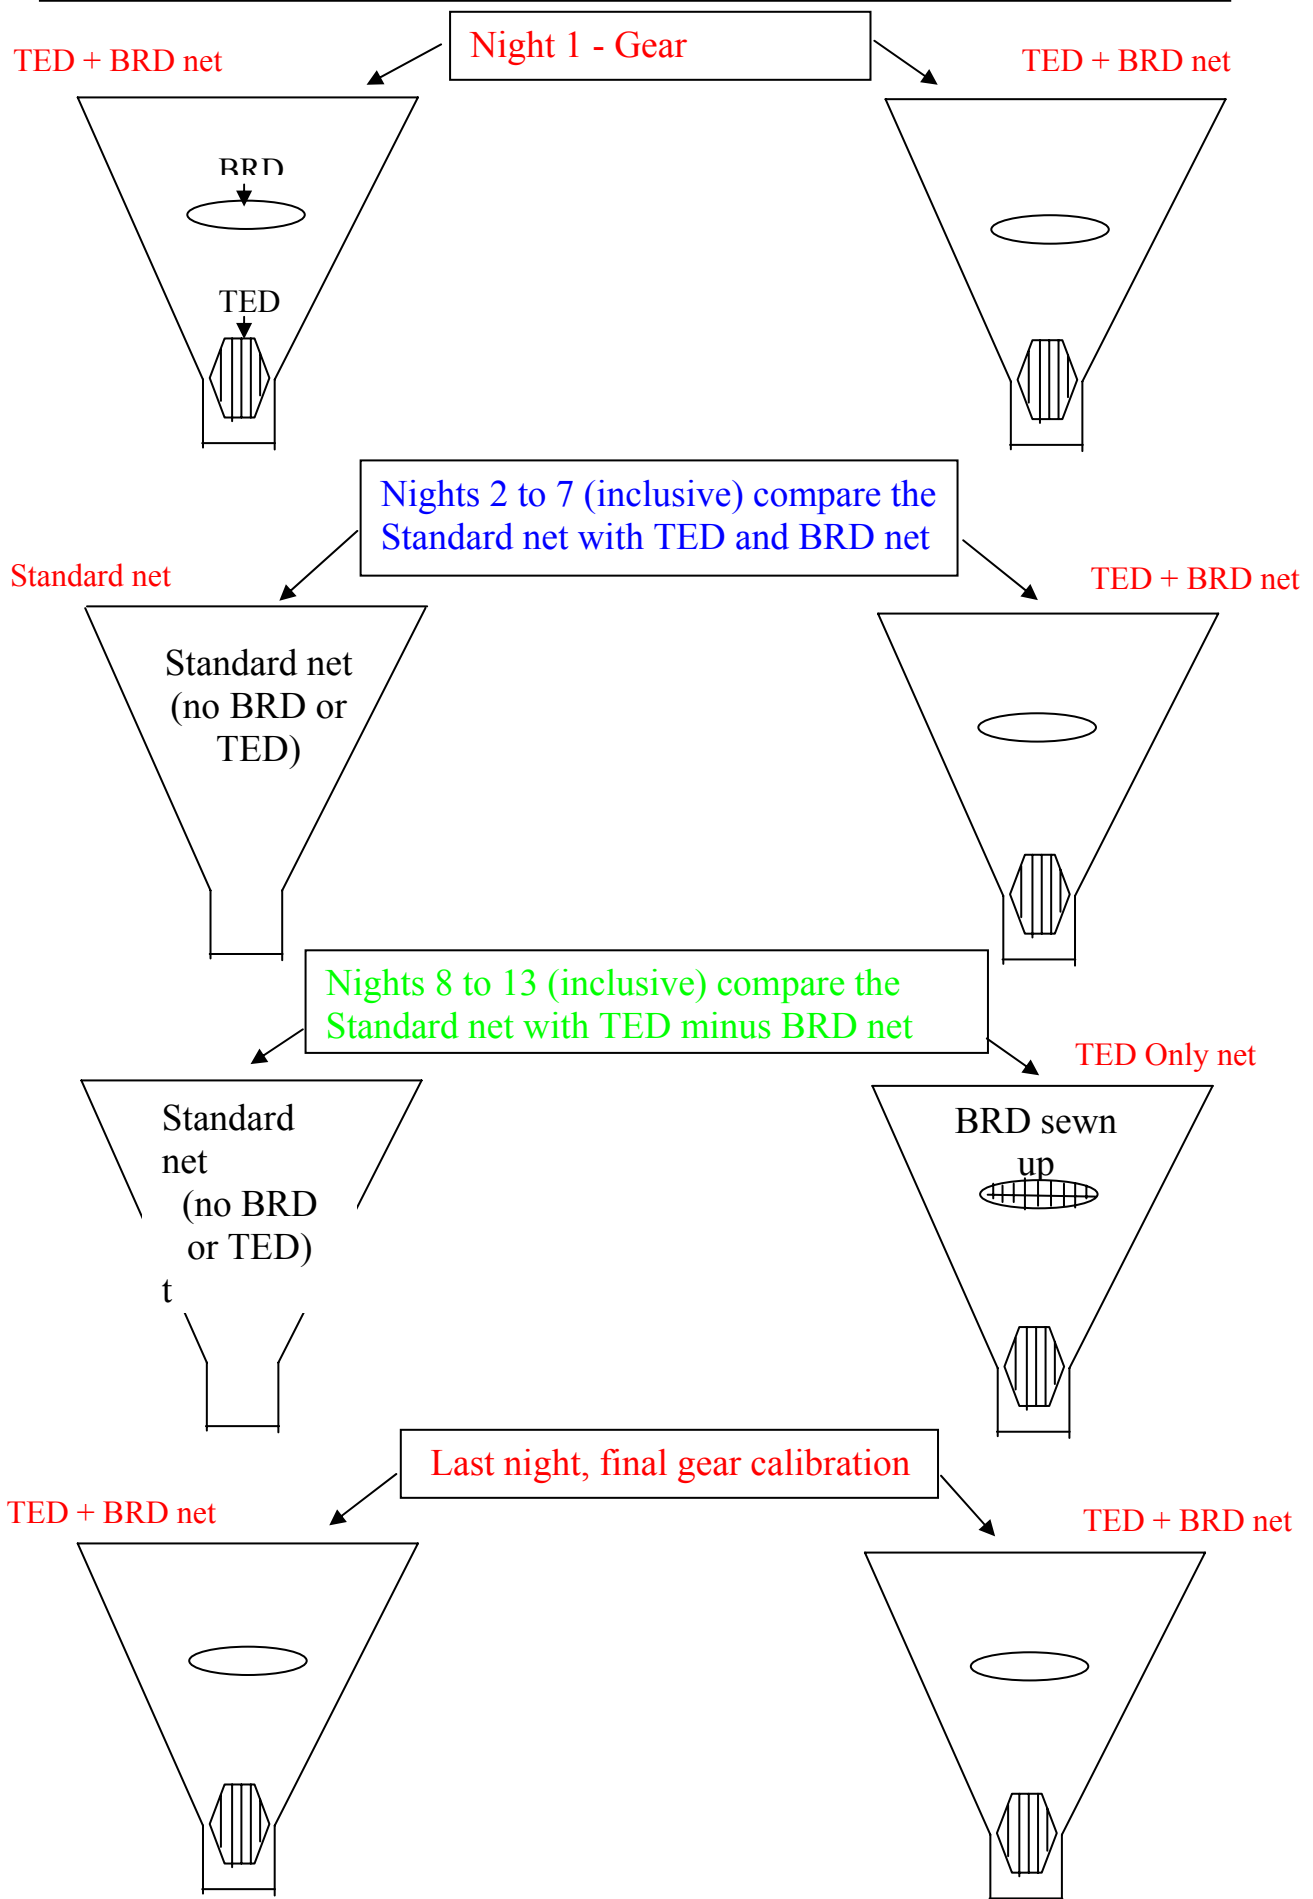 Night 1 - Gear
TED + BRD net
TED + BRD net
BRD
TED
Nights 2 to 7 (inclusive) compare the
Standard net with TED and BRD net
Standard net
TED + BRD net
Standard net
(no BRD or
TED)
Nights 8 to 13 (inclusive) compare the
Standard net with TED minus BRD net
TED Only net
Standard
net
(no BRD
or TED)
t
BRD sewn
up
Last night, final gear calibration
TED + BRD net
TED + BRD net